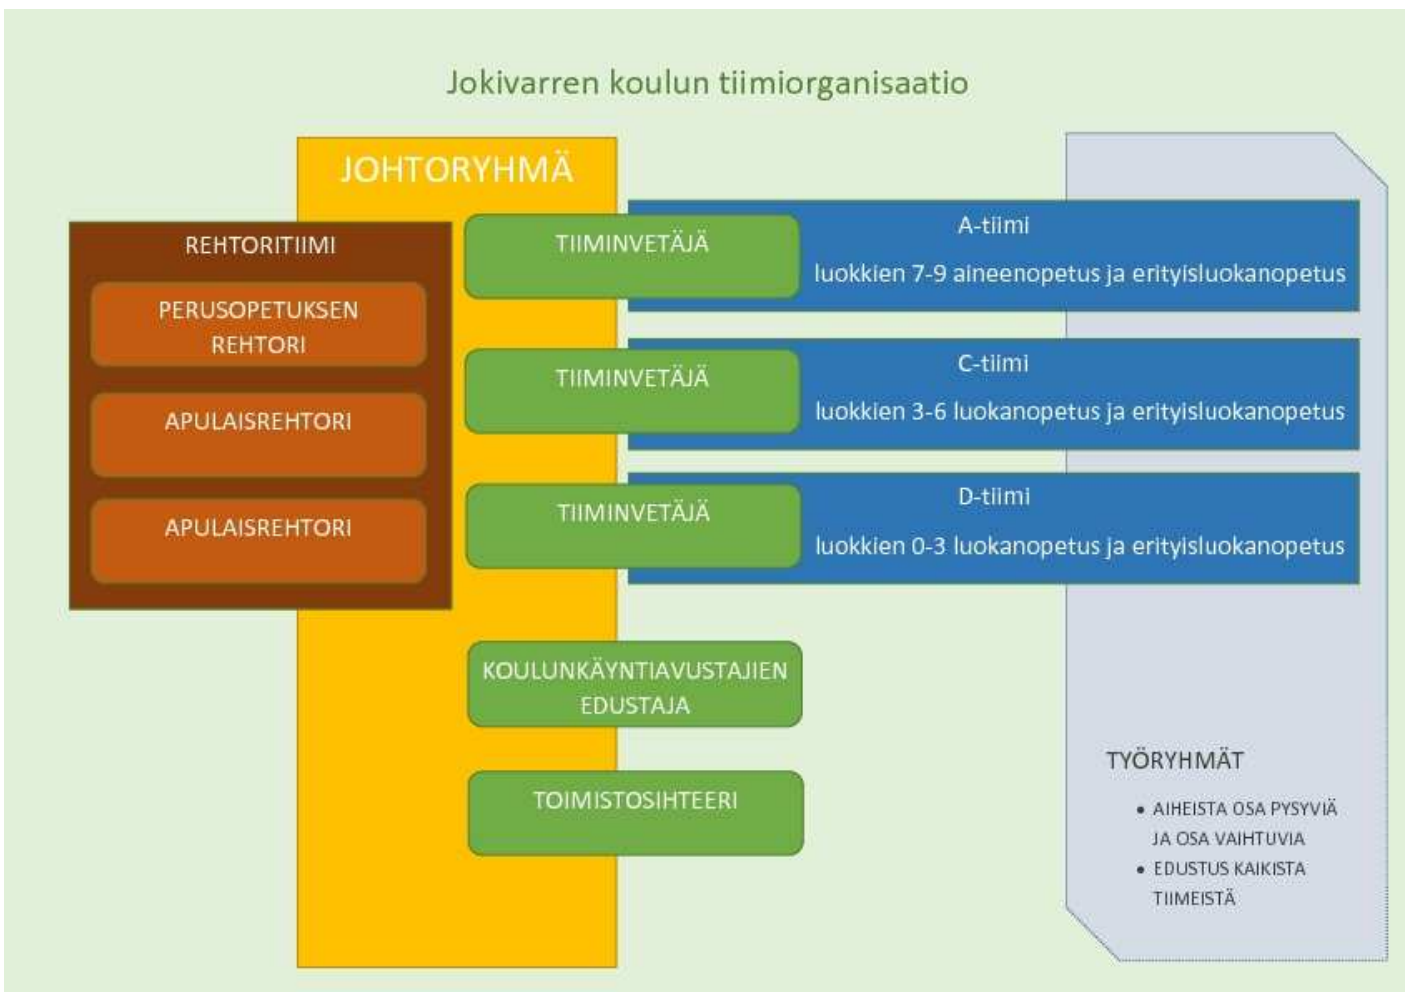 Jokivarren koulun tiimiorganisaatio
JOHTORYHMÄ
REHTORITIIMI
PERUSOPETUKSEN
REHTORI
APULAISREHTORI
APULAISREHTORI
TIIMINVETÄJÄ
A-tiimi
luokkien 7-9 aineenopetus ja erityisluokanopetus
TIIMINVETÄJÄ
C-tiimi
luokkien 3-6 luokanopetus ja erityisluokanopetus
TIIMINVETÄJÄ
D-tiimi
luokkien 0-3 luokanopetus ja erityisluokanopetus
KOULUNKÄYNTIAVUSTAJIEN
EDUSTAJA
TOIMISTOSIHTEERI
TYÖRYHMÄT
• AIHEISTA OSA PYSYVIÄ
JA OSA VAIHTUVIA
• EDUSTUS KAIKISTA
TIIMEISTÄ